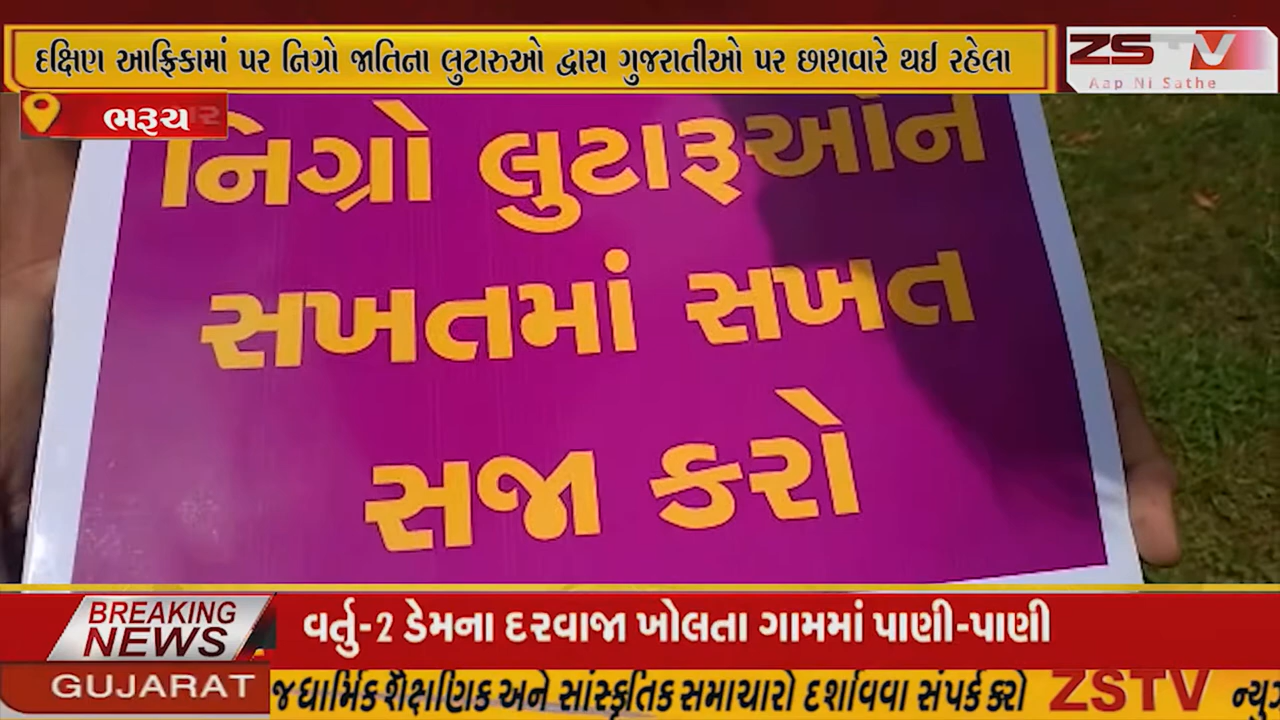 દક્ષિણ આફ્રિકામાં પર નિગ્રો જાતિના લુટારુઓ દ્વારા ગુજરાતીઓ પર છાશવારે થઈ રહેલા
ZSTV
Aap Ni Sathe
ભરૂચ
નિગ્રો લુટારૂઓને
સખતમાં સખત
સજા કરો
BREAKING
NEWS
વર્તુ-2 ડેમના દરવાજા ખોલતા ગામમાં પાણી-પાણી
GUJARAT
જ ધાર્મિક શૈક્ષણિક અને સાંસ્કૃતિક સમાચારો દર્શાવવા સંપર્ક કરો ZSTV